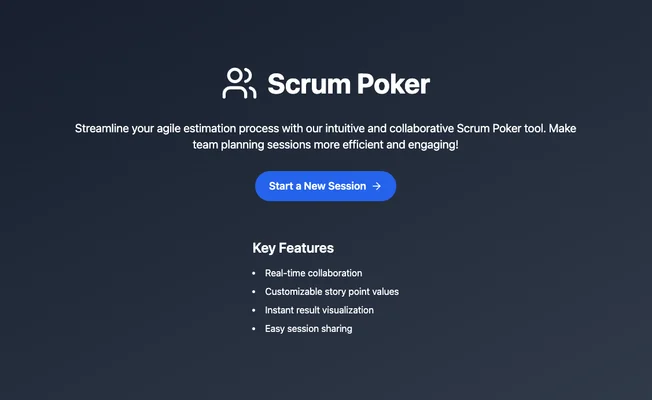 Scrum Poker
Streamline your agile estimation process with our intuitive and collaborative Scrum Poker tool. Make
team planning sessions more efficient and engaging!
Start a New Session
Key Features
Real-time collaboration
Customizable story point values
Instant result visualization
Easy session sharing